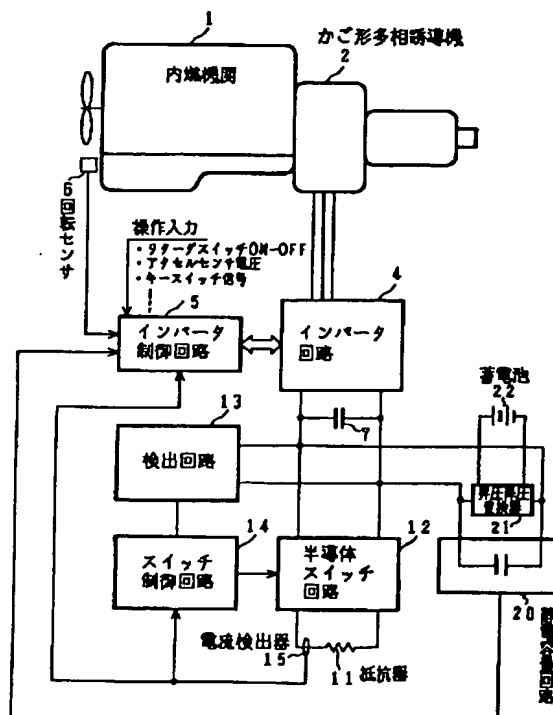 1
かご形多相誘導機
2
内燃機関
6
回転センサ
操作入力
・リターダスイッチON-OFF
・アクセルセンサ電圧
・キースイッチ信号
5
インバータ
制御回路
4
インバータ
回路
7
蓄電池
22
13
検出回路
昇圧降圧
変換器
21
14
スイッチ
制御回路
12
半導体
スイッチ
回路
20
電流検出器
15
11 抵抗器